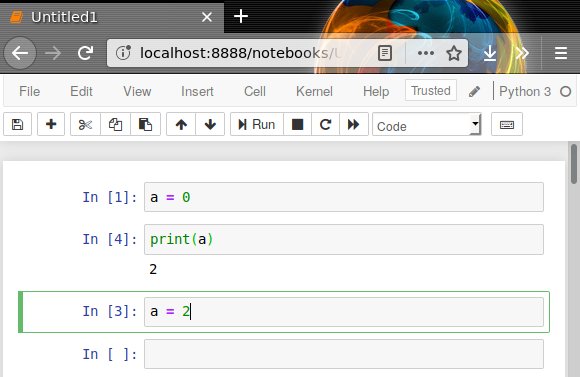 Untitled1
localhost:8888/notebooks/
File Edit View Insert Cell Kernel Help Trusted Python 3
Run Code
In [1]: a = 0
In [4]: print(a)
2
In [3]: a = 2
In [ ]: